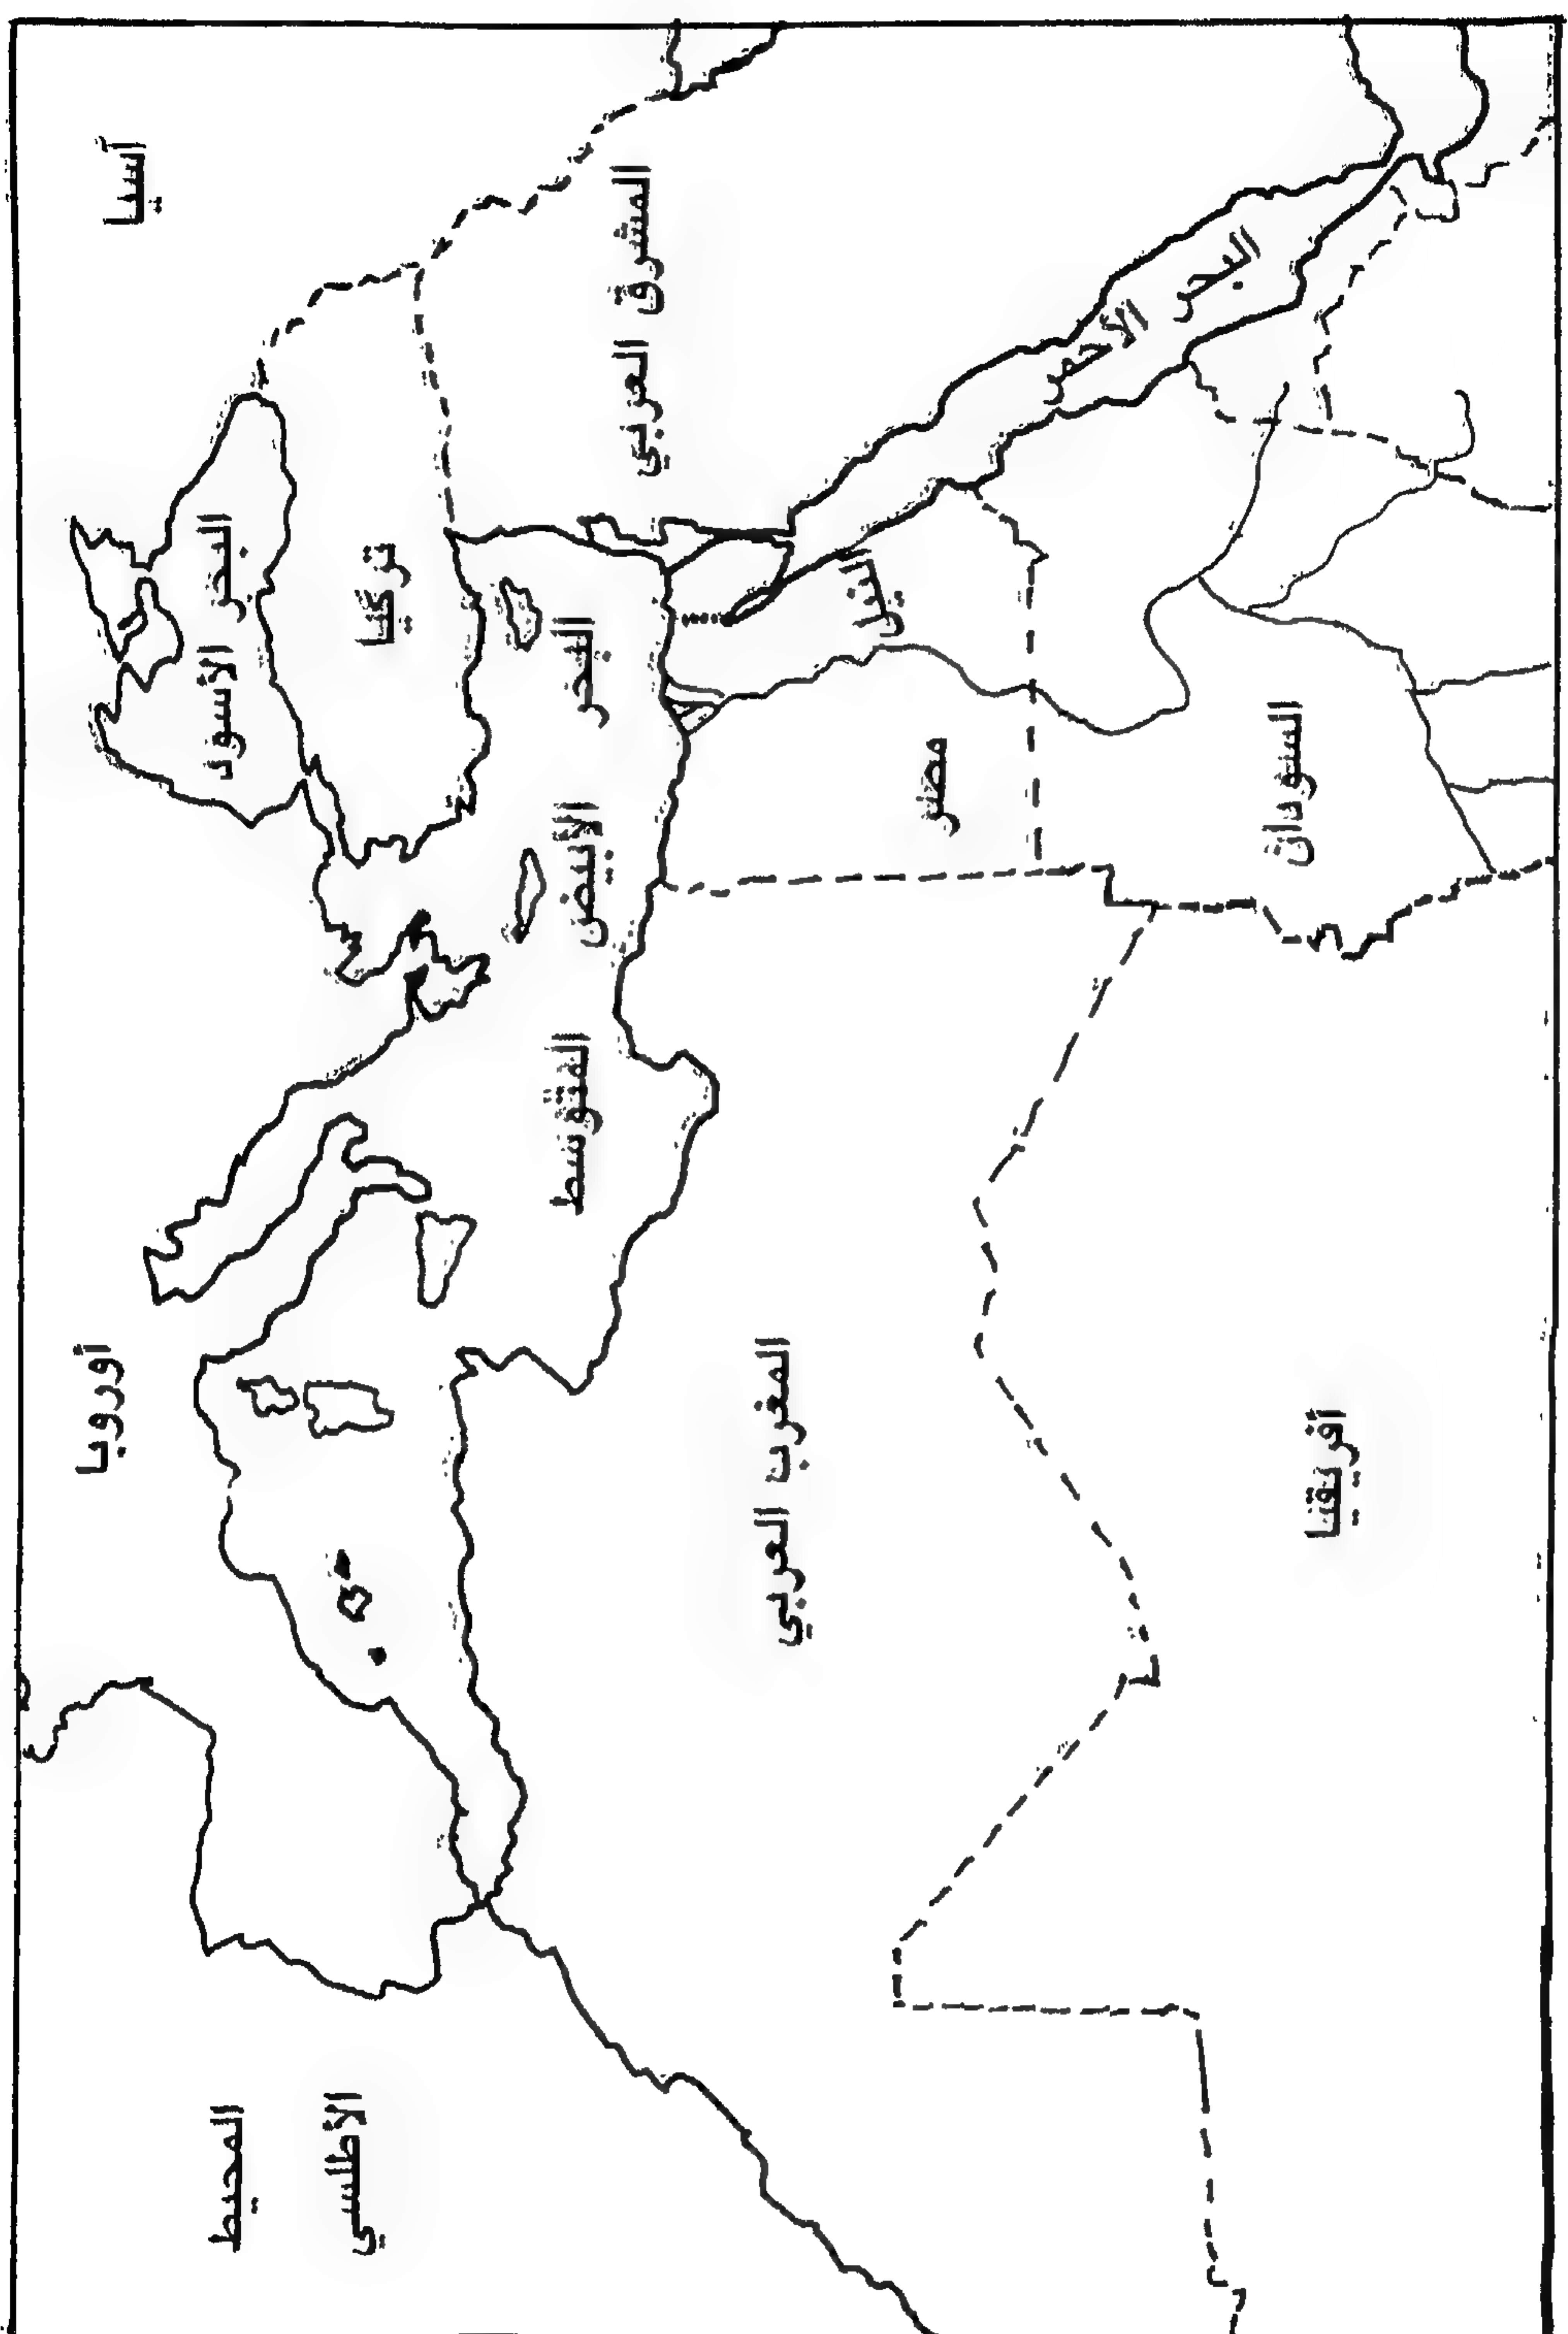 آسيا
البحر الأسود
تركيا
المشرق العربي
البحر الأحمر
النيل
البحر
الأبيض
المتوسط
مصر
السودان
أوروبا
المغرب العربي
أفريقيا
المحيط
الأطلسي